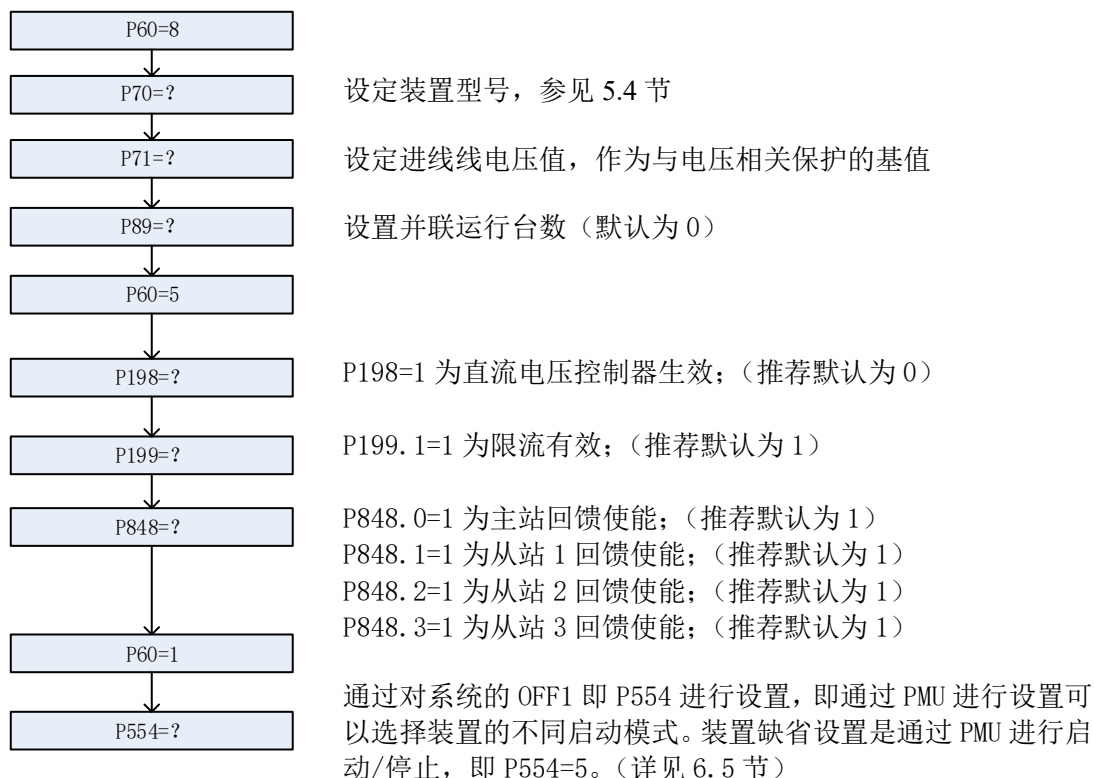 P60=8
P70=?
设定装置型号，参见 5.4 节
P71=?
设定进线线电压值，作为与电压相关保护的基值
P89=?
设置并联运行台数（默认为 0）
P60=5
P198=?
P198=1 为直流电压控制器生效；（推荐默认为 0）
P199=?
P199.1=1 为限流有效；（推荐默认为 1）
P848=?
P848.0=1 为主站回馈使能；（推荐默认为 1）
P848.1=1 为从站 1 回馈使能；（推荐默认为 1）
P848.2=1 为从站 2 回馈使能；（推荐默认为 1）
P848.3=1 为从站 3 回馈使能；（推荐默认为 1）
P60=1
P554=?
通过对系统的 OFF1 即 P554 进行设置，即通过 PMU 进行设置可
以选择装置的不同启动模式。装置缺省设置是通过 PMU 进行启
动/停止，即 P554=5。（详见 6.5 节）